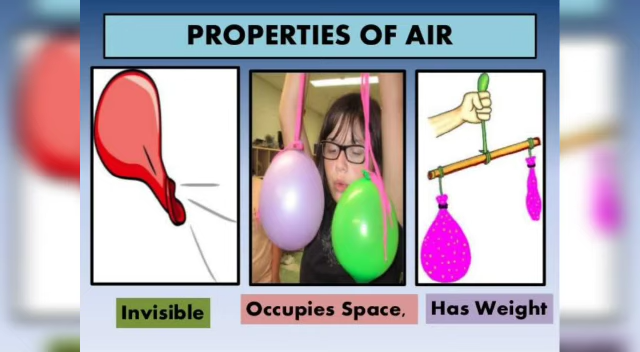 PROPERTIES OF AIR
Invisible
Occupies Space,
Has Weight